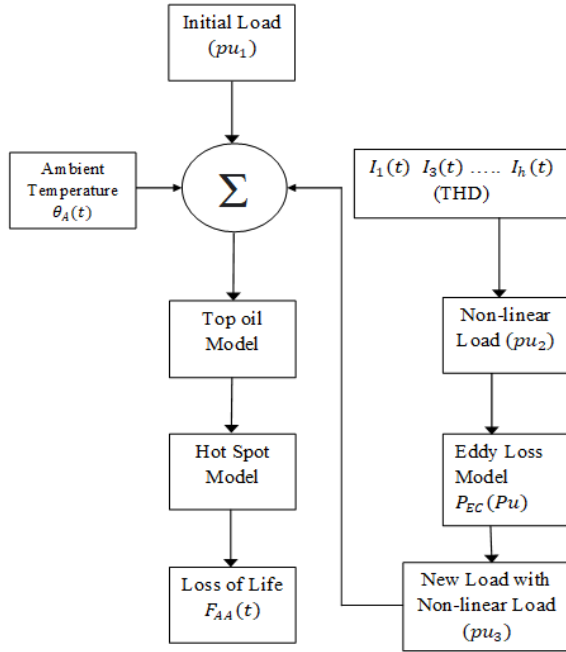 Initial Load
(pu₁)
Ambient
Temperature
θ_A(t)
Σ
I₁(t) I₃(t) ..... I_h(t)
(THD)
Top oil
Model
Non-linear
Load (pu₂)
Hot Spot
Model
Eddy Loss
Model
P_EC(Pu)
Loss of Life
F_AA(t)
New Load with
Non-linear Load
(pu₃)